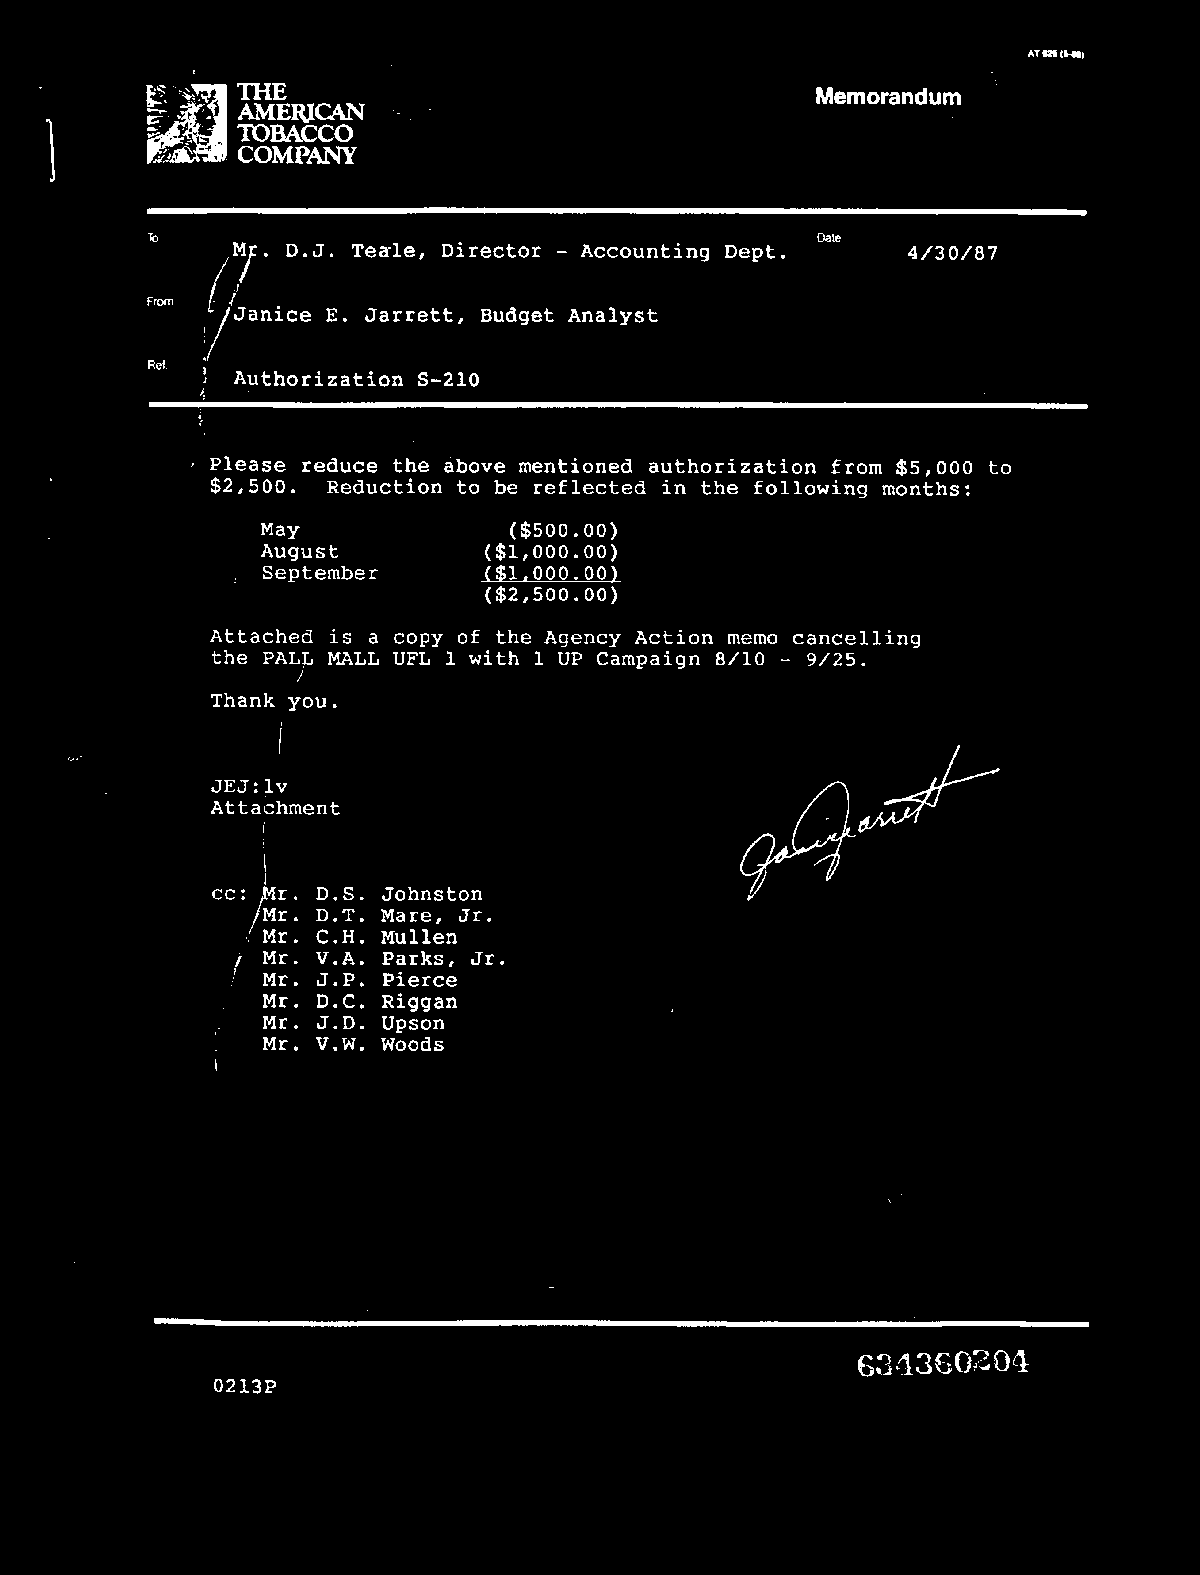 AT 825 (5-86)
THE
AMERICAN
TOBACCO
COMPANY
Memorandum
To Mr. D.J. Teale, Director - Accounting Dept. Date 4/30/87
From Janice E. Jarrett, Budget Analyst
Ref. Authorization S-210
Please reduce the above mentioned authorization from $5,000 to
$2,500. Reduction to be reflected in the following months:
May ($500.00)
August ($1,000.00)
September ($1,000.00)
($2,500.00)
Attached is a copy of the Agency Action memo cancelling
the PALL MALL UFL 1 with 1 UP Campaign 8/10 - 9/25.
Thank you.
JEJ:lv
Attachment
Janice Jarrett
cc: Mr. D.S. Johnston
Mr. D.T. Mare, Jr.
Mr. C.H. Mullen
Mr. V.A. Parks, Jr.
Mr. J.P. Pierce
Mr. D.C. Riggan
Mr. J.D. Upson
Mr. V.W. Woods
634360204
0213P